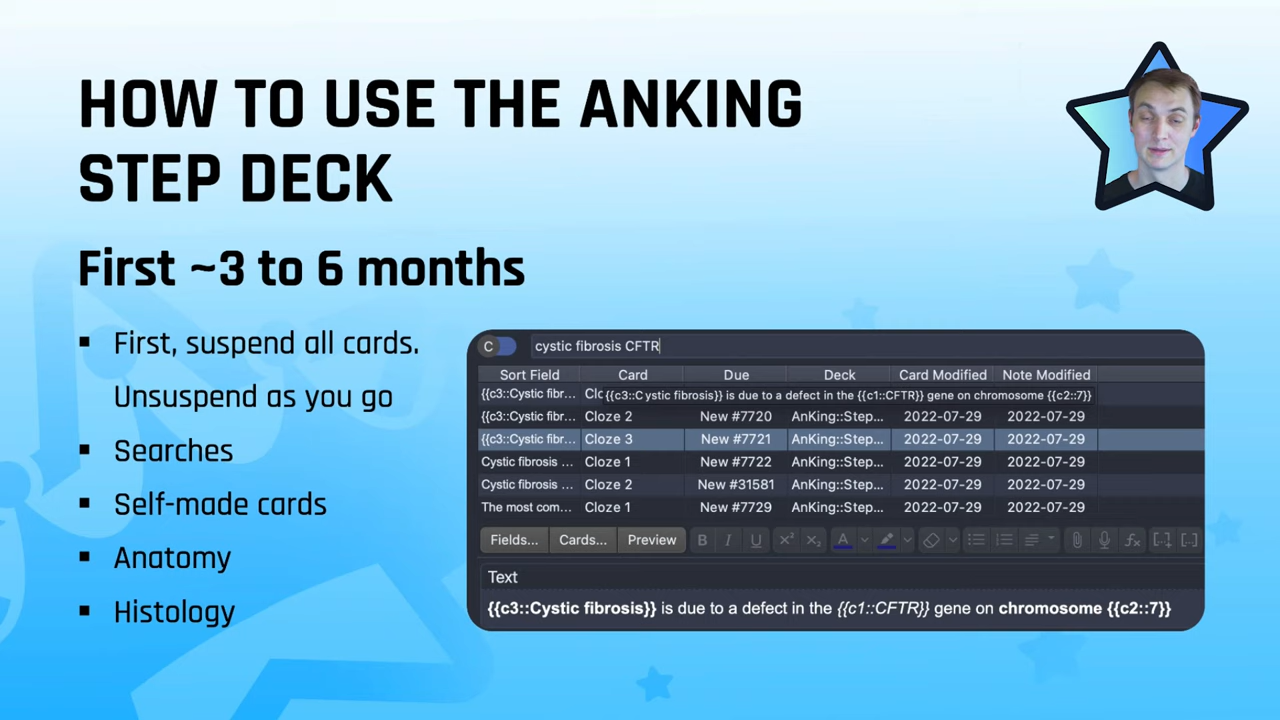 HOW TO USE THE ANKING
STEP DECK
First ~3 to 6 months
▪ First, suspend all cards.
Unsuspend as you go
▪ Searches
▪ Self-made cards
▪ Anatomy
▪ Histology
C cystic fibrosis CFTR
Sort Field Card Due Deck Card Modified Note Modified
{{c3::Cystic fibr... Clc {{c3::Cystic fibrosis}} is due to a defect in the {{c1::CFTR}} gene on chromosome {{c2::7}}
{{c3::Cystic fibr... Cloze 2 New #7720 AnKing::Step... 2022-07-29 2022-07-29
{{c3::Cystic fibr... Cloze 3 New #7721 AnKing::Step... 2022-07-29 2022-07-29
Cystic fibrosis ... Cloze 1 New #7722 AnKing::Step... 2022-07-29 2022-07-29
Cystic fibrosis ... Cloze 2 New #31581 AnKing::Step... 2022-07-29 2022-07-29
The most com... Cloze 1 New #7729 AnKing::Step... 2022-07-29 2022-07-29
Fields... Cards... Preview B I U X² X₂ A fx [...] [...]
Text
{{c3::Cystic fibrosis}} is due to a defect in the {{c1::CFTR}} gene on chromosome {{c2::7}}